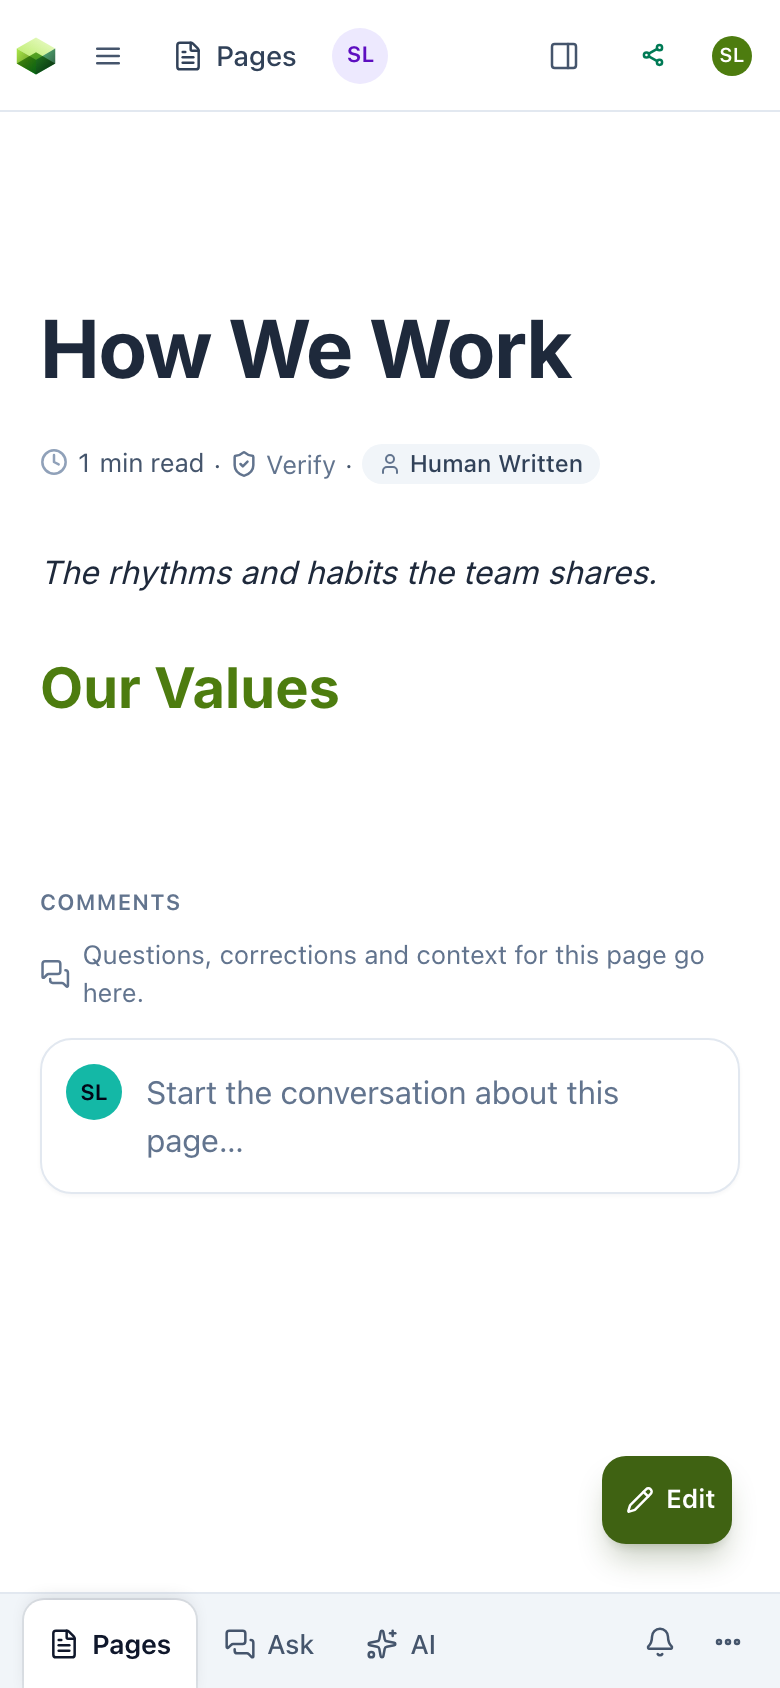 Pages SL SL
How We Work
1 min read · Verify · Human Written
The rhythms and habits the team shares.
Our Values
COMMENTS
Questions, corrections and context for this page go
here.
SL Start the conversation about this
page...
Edit
Pages Ask AI